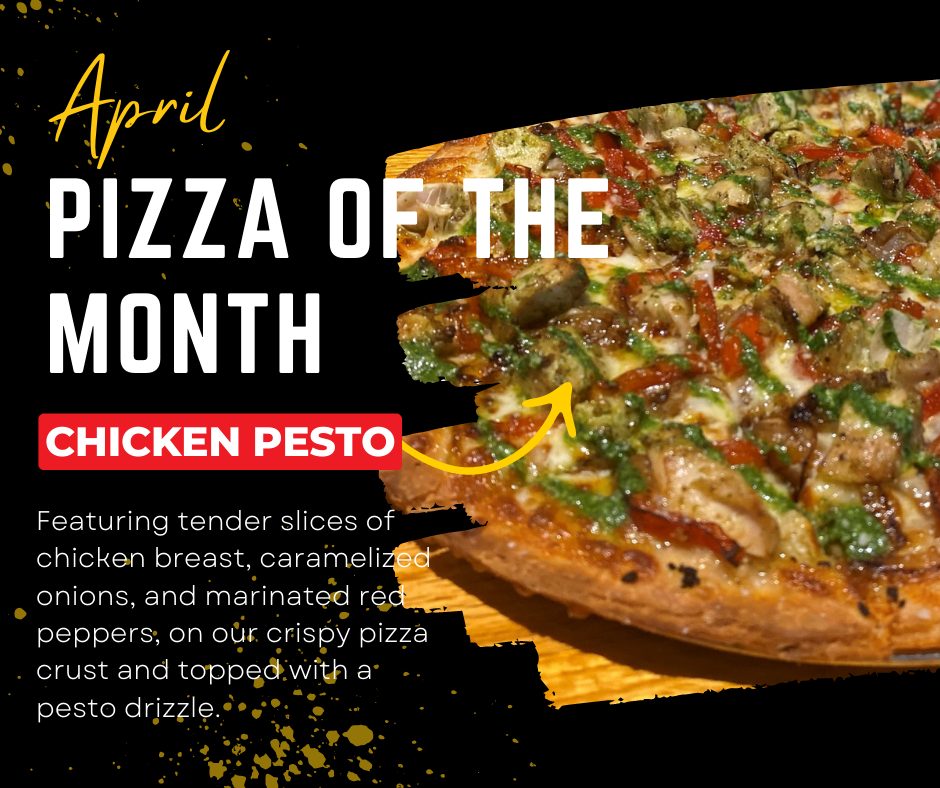 April
PIZZA OF THE
MONTH
CHICKEN PESTO
Featuring tender slices of
chicken breast, caramelized
onions, and marinated red
peppers, on our crispy pizza
crust and topped with a
pesto drizzle.